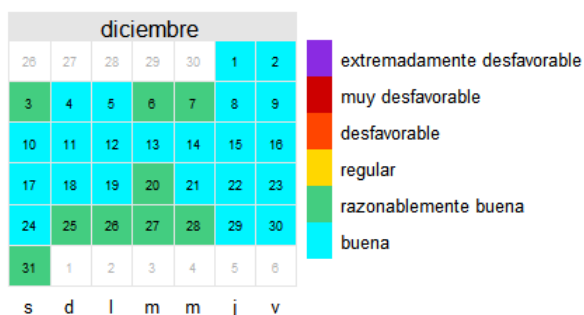 diciembre
26 27 28 29 30 1 2
3 4 5 6 7 8 9
10 11 12 13 14 15 16
17 18 19 20 21 22 23
24 25 26 27 28 29 30
31 1 2 3 4 5 6
s d l m m j v
extremadamente desfavorable
muy desfavorable
desfavorable
regular
razonablemente buena
buena